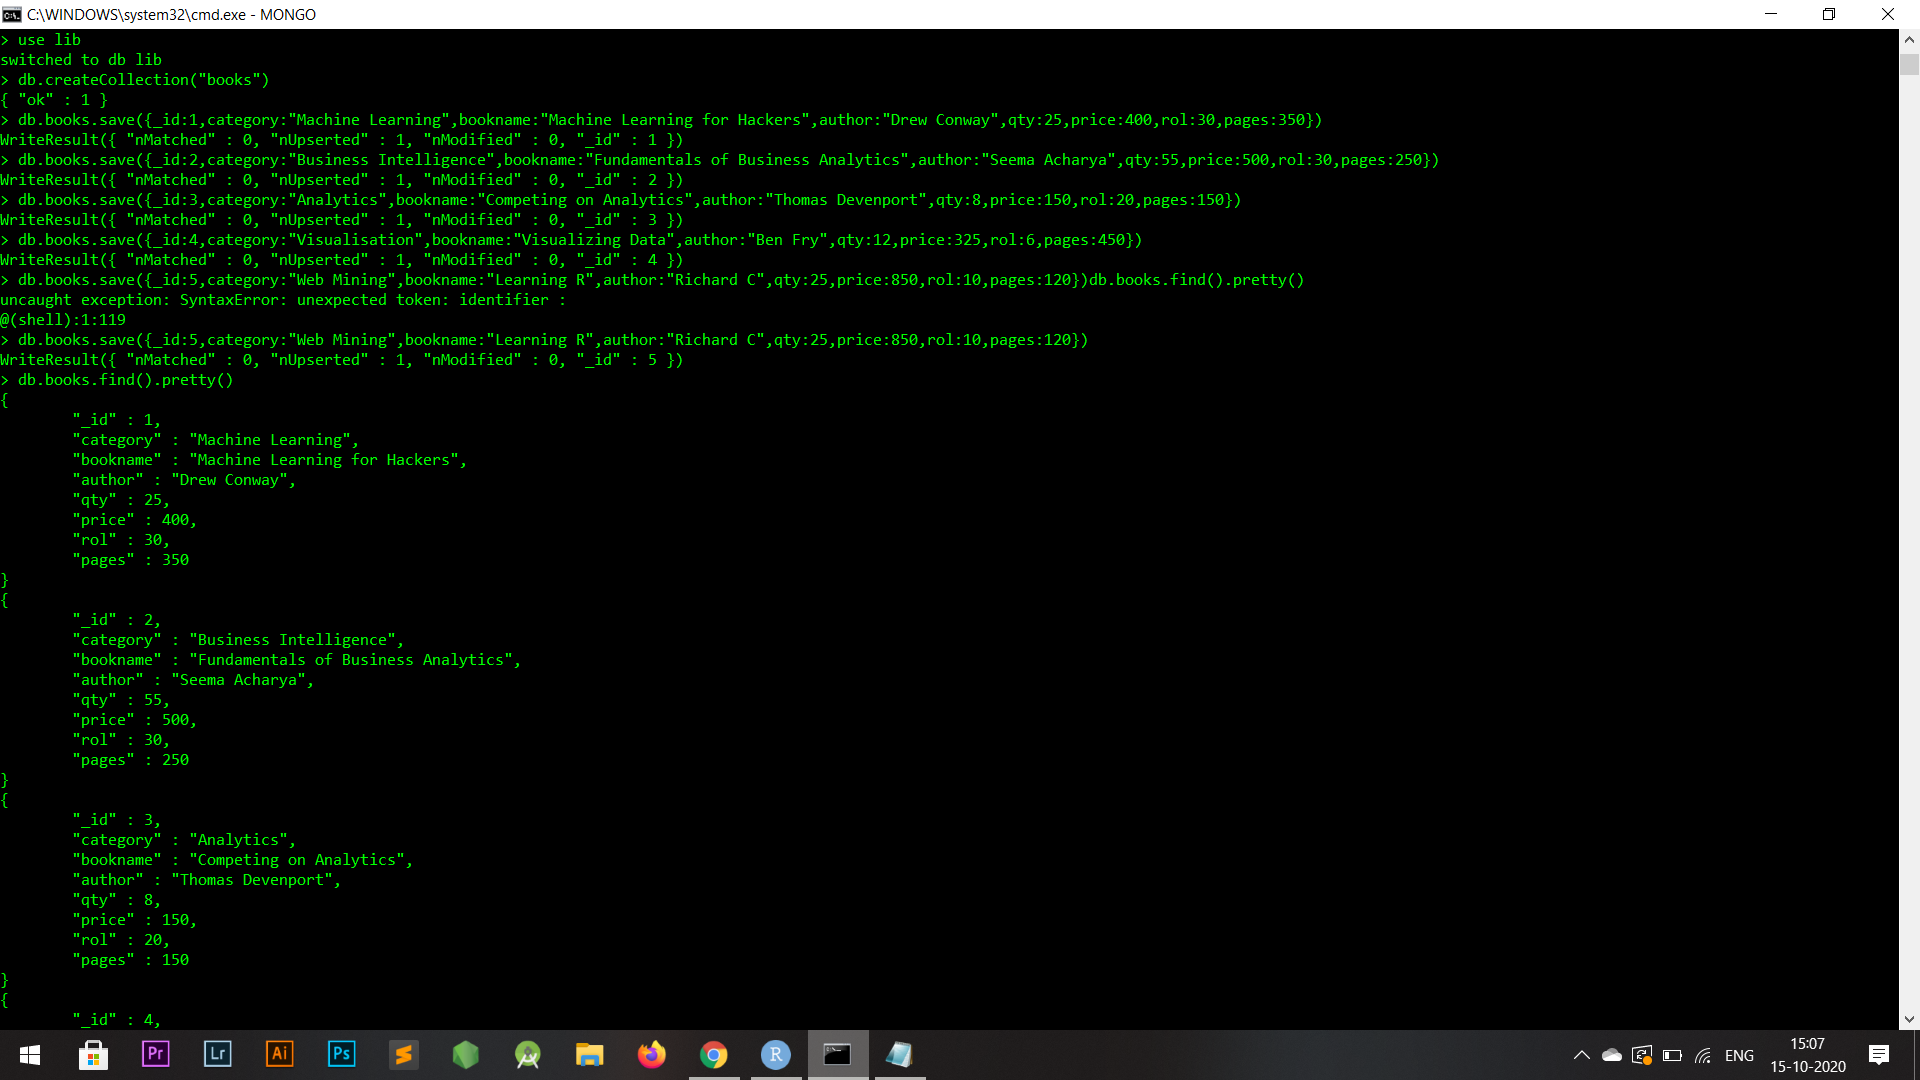 C:\WINDOWS\system32\cmd.exe - MONGO
> use lib
switched to db lib
> db.createCollection("books")
{ "ok" : 1 }
> db.books.save({_id:1,category:"Machine Learning",bookname:"Machine Learning for Hackers",author:"Drew Conway",qty:25,price:400,rol:30,pages:350})
WriteResult({ "nMatched" : 0, "nUpserted" : 1, "nModified" : 0, "_id" : 1 })
> db.books.save({_id:2,category:"Business Intelligence",bookname:"Fundamentals of Business Analytics",author:"Seema Acharya",qty:55,price:500,rol:30,pages:250})
WriteResult({ "nMatched" : 0, "nUpserted" : 1, "nModified" : 0, "_id" : 2 })
> db.books.save({_id:3,category:"Analytics",bookname:"Competing on Analytics",author:"Thomas Devenport",qty:8,price:150,rol:20,pages:150})
WriteResult({ "nMatched" : 0, "nUpserted" : 1, "nModified" : 0, "_id" : 3 })
> db.books.save({_id:4,category:"Visualisation",bookname:"Visualizing Data",author:"Ben Fry",qty:12,price:325,rol:6,pages:450})
WriteResult({ "nMatched" : 0, "nUpserted" : 1, "nModified" : 0, "_id" : 4 })
> db.books.save({_id:5,category:"Web Mining",bookname:"Learning R",author:"Richard C",qty:25,price:850,rol:10,pages:120})db.books.find().pretty()
uncaught exception: SyntaxError: unexpected token: identifier :
@(shell):1:119
> db.books.save({_id:5,category:"Web Mining",bookname:"Learning R",author:"Richard C",qty:25,price:850,rol:10,pages:120})
WriteResult({ "nMatched" : 0, "nUpserted" : 1, "nModified" : 0, "_id" : 5 })
> db.books.find().pretty()
{
"_id" : 1,
"category" : "Machine Learning",
"bookname" : "Machine Learning for Hackers",
"author" : "Drew Conway",
"qty" : 25,
"price" : 400,
"rol" : 30,
"pages" : 350
}
{
"_id" : 2,
"category" : "Business Intelligence",
"bookname" : "Fundamentals of Business Analytics",
"author" : "Seema Acharya",
"qty" : 55,
"price" : 500,
"rol" : 30,
"pages" : 250
}
{
"_id" : 3,
"category" : "Analytics",
"bookname" : "Competing on Analytics",
"author" : "Thomas Devenport",
"qty" : 8,
"price" : 150,
"rol" : 20,
"pages" : 150
}
{
"_id" : 4,
Pr Lr Ai Ps R ENG
15:07
15-10-2020